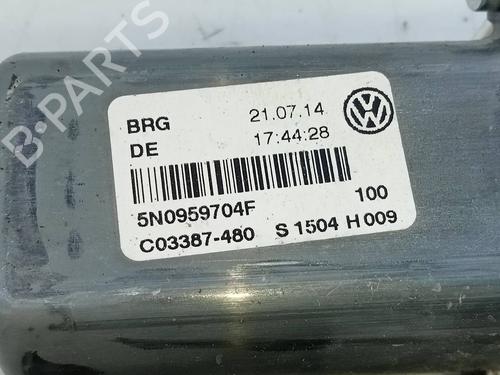 B-PARTS
BRG 21.07.14
DE 17:44:28
5N0959704F 100
C03387-480 S 1504 H 009